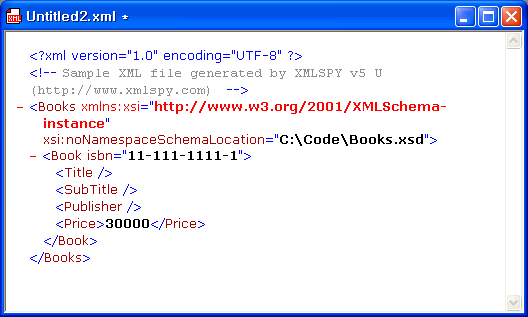 Untitled2.xml *
<?xml version="1.0" encoding="UTF-8" ?>
<!-- Sample XML file generated by XMLSPY v5 U
(http://www.xmlspy.com)  -->
- <Books xmlns:xsi="http://www.w3.org/2001/XMLSchema-
instance"
xsi:noNamespaceSchemaLocation="C:\Code\Books.xsd">
- <Book isbn="11-111-1111-1">
<Title />
<SubTitle />
<Publisher />
<Price>30000</Price>
</Book>
</Books>